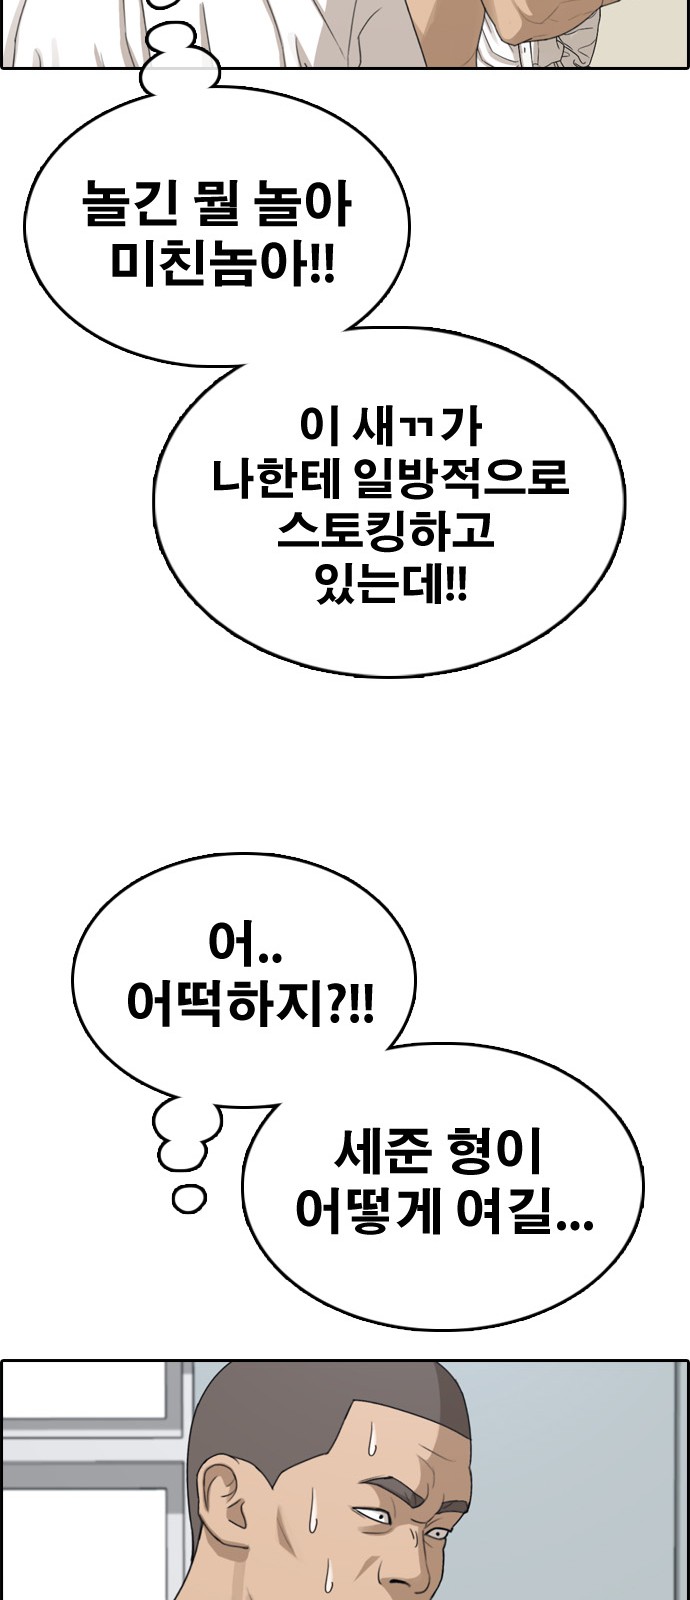 놀긴 뭘 놀아
미친놈아!!
이 새ㄲ가
나한테 일방적으로
스토킹하고
있는데!!
어..
어떡하지?!!
세준 형이
어떻게 여길...